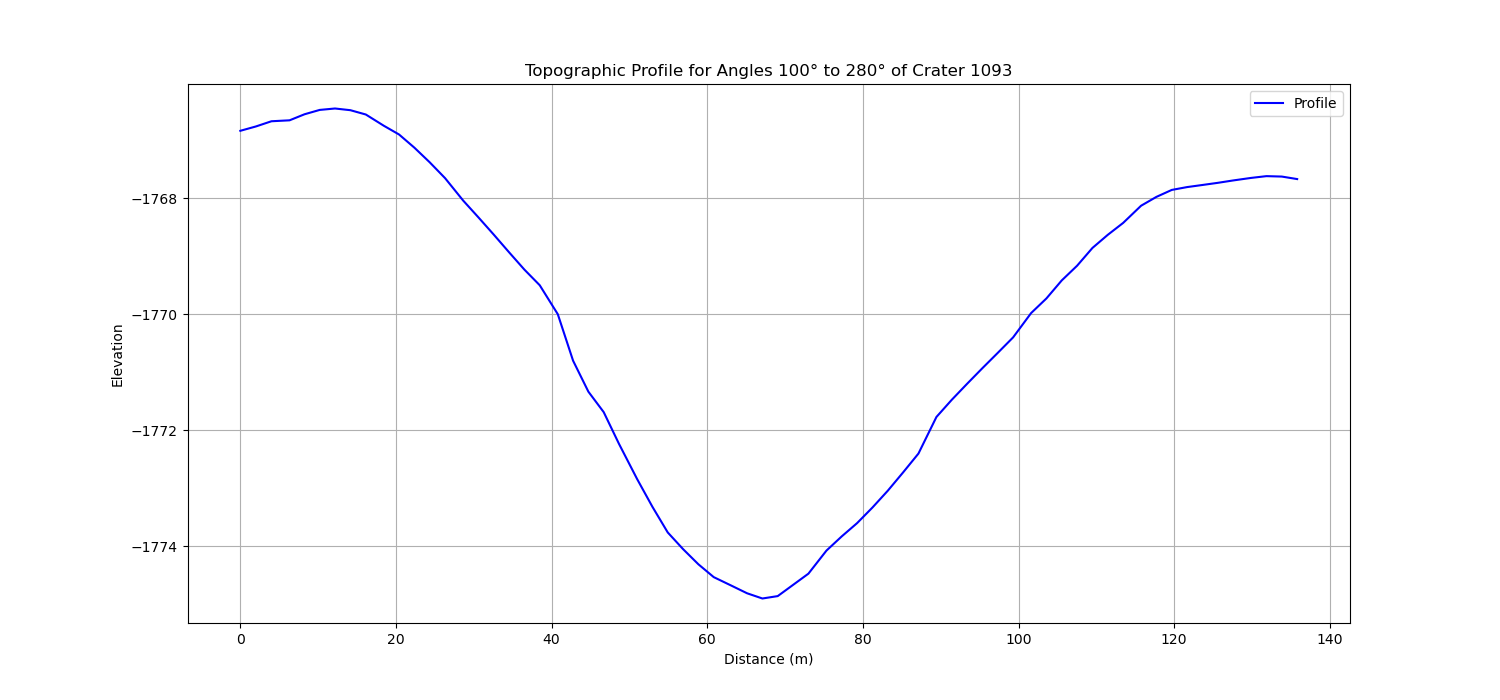 Topographic Profile for Angles 100° to 280° of Crater 1093
Profile
−1768
−1770
−1772
−1774
Elevation
0 20 40 60 80 100 120 140
Distance (m)